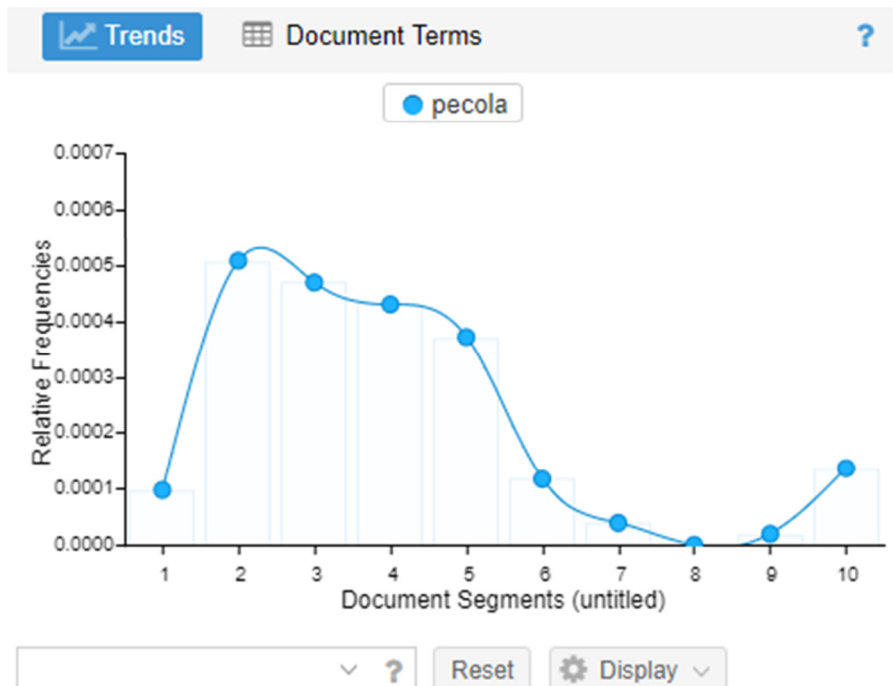 Trends Document Terms ?
pecola
0.0007
0.0006
0.0005
0.0004
0.0003
0.0002
0.0001
0.0000
Relative Frequencies
1 2 3 4 5 6 7 8 9 10
Document Segments (untitled)
? Reset Display